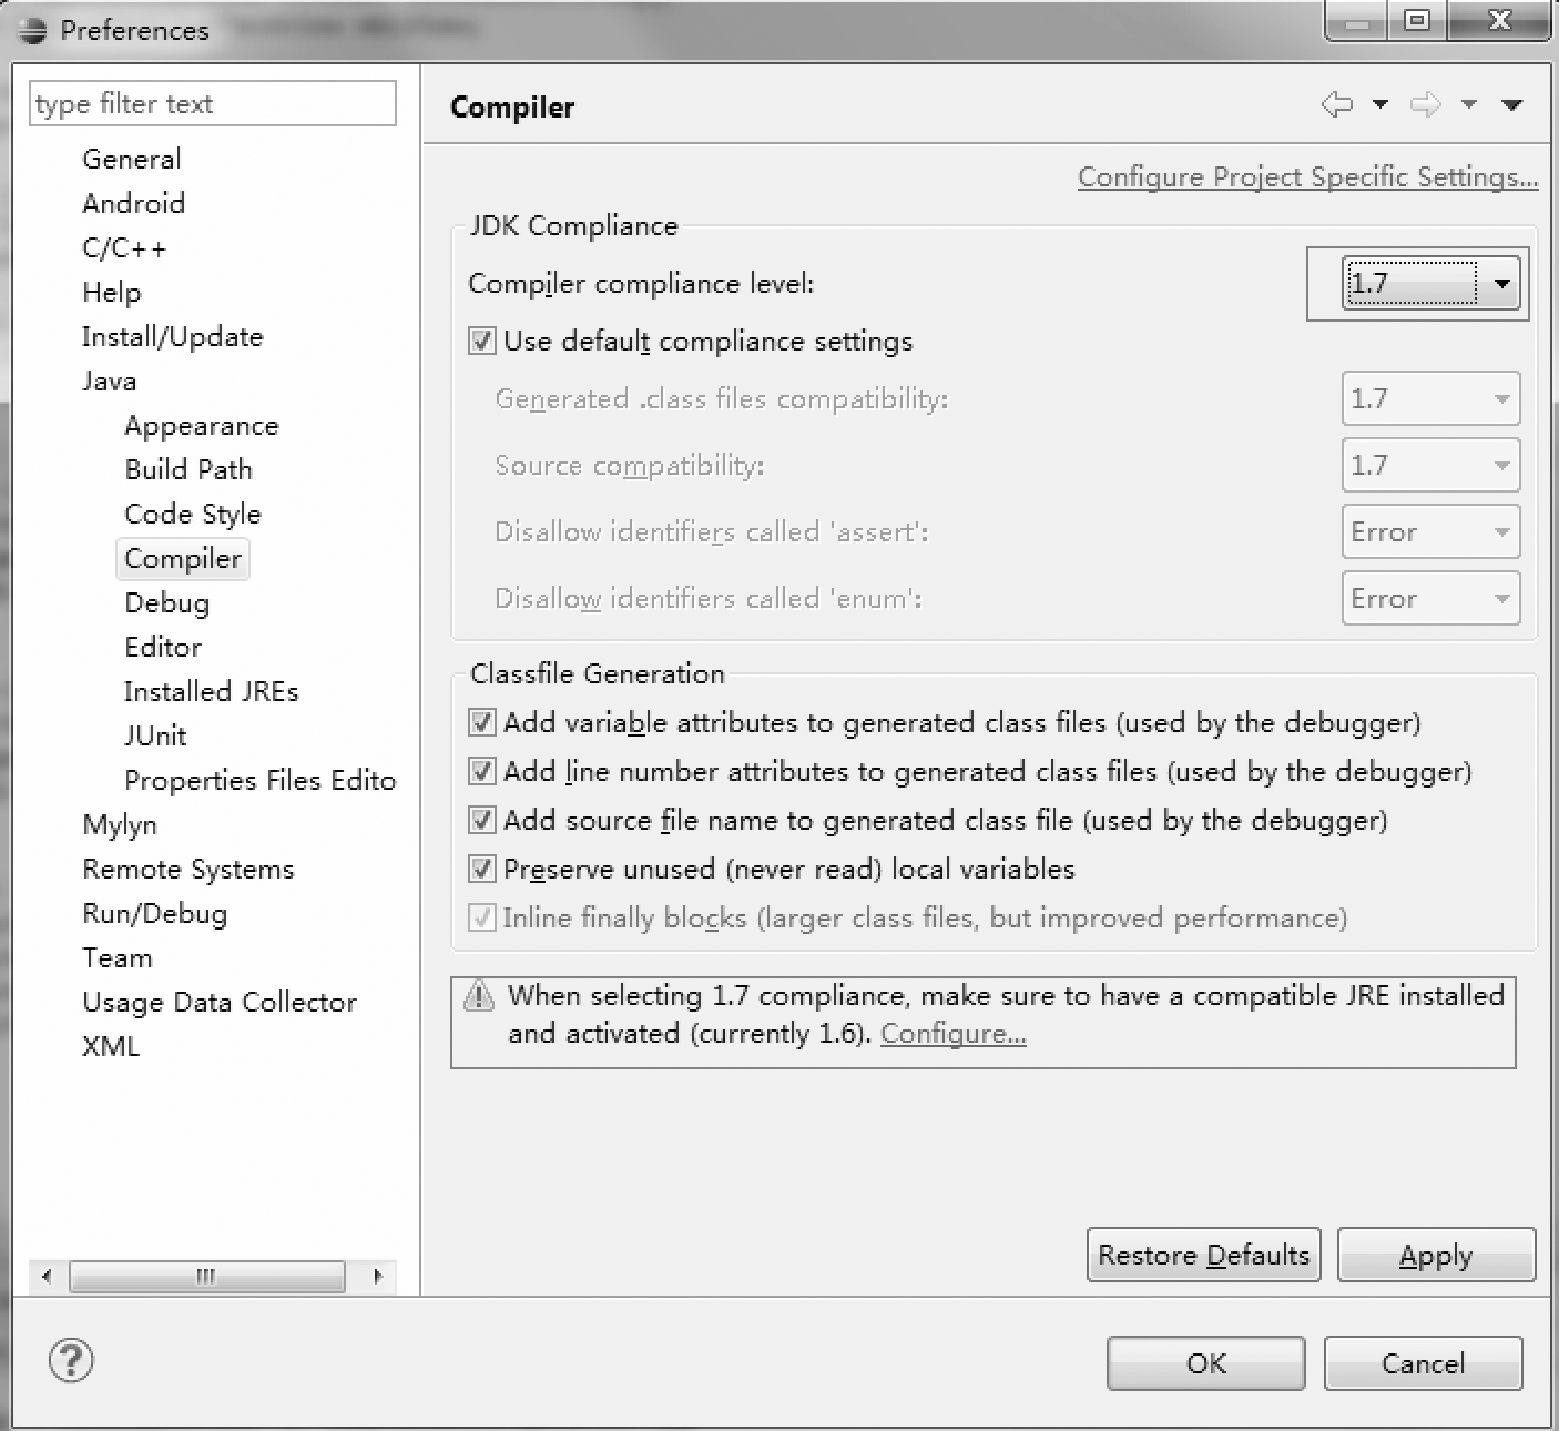 Preferences
type filter text
General
Android
C/C++
Help
Install/Update
Java
Appearance
Build Path
Code Style
Compiler
Debug
Editor
Installed JREs
JUnit
Properties Files Edito
Mylyn
Remote Systems
Run/Debug
Team
Usage Data Collector
XML
Compiler
Configure Project Specific Settings...
JDK Compliance
Compiler compliance level: 1.7
Use default compliance settings
Generated .class files compatibility: 1.7
Source compatibility: 1.7
Disallow identifiers called 'assert': Error
Disallow identifiers called 'enum': Error
Classfile Generation
Add variable attributes to generated class files (used by the debugger)
Add line number attributes to generated class files (used by the debugger)
Add source file name to generated class file (used by the debugger)
Preserve unused (never read) local variables
Inline finally blocks (larger class files, but improved performance)
When selecting 1.7 compliance, make sure to have a compatible JRE installed
and activated (currently 1.6). Configure...
Restore Defaults Apply
OK Cancel